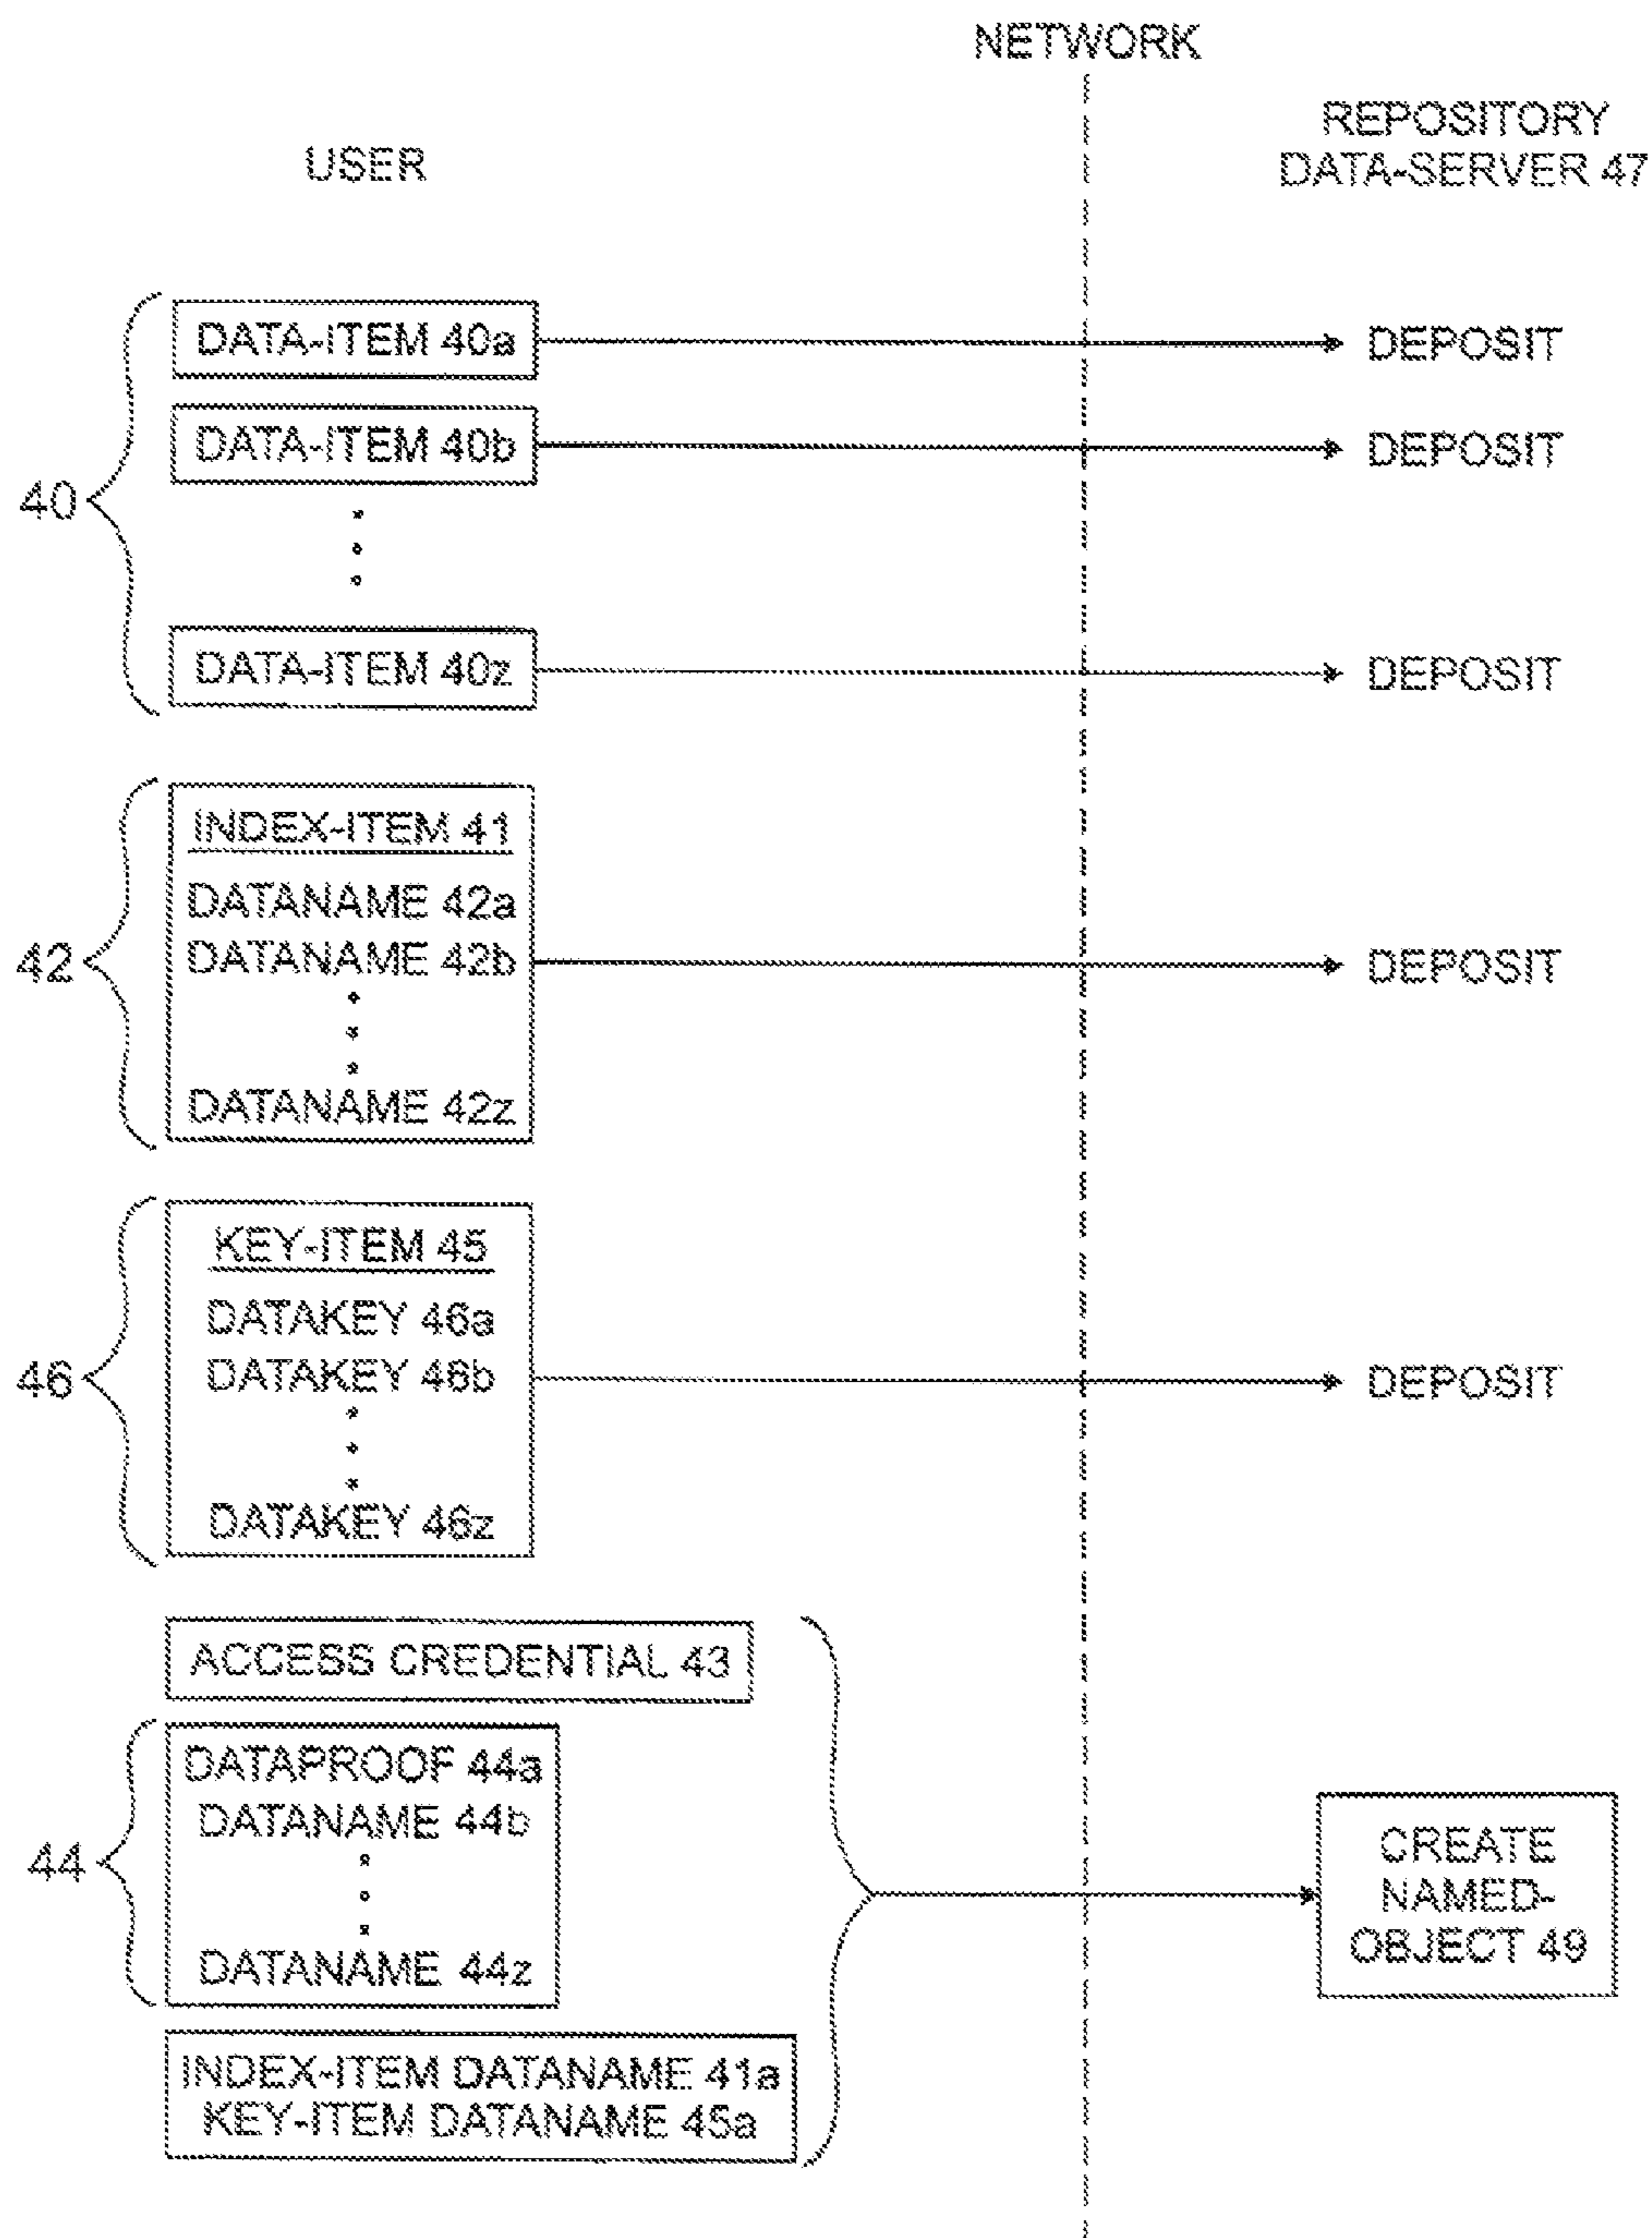 NETWORK
REPOSITORY
DATA-SERVER 47
USER
40
DATA-ITEM 40a
DEPOSIT
DATA-ITEM 40b
DEPOSIT
DATA-ITEM 40z
DEPOSIT
42
INDEX-ITEM 41
DATANAME 42a
DATANAME 42b
DATANAME 42z
DEPOSIT
46
KEY-ITEM 45
DATAKEY 46a
DATAKEY 46b
DATAKEY 46z
DEPOSIT
ACCESS CREDENTIAL 43
44
DATAPROOF 44a
DATANAME 44b
DATANAME 44z
INDEX-ITEM DATANAME 41a
KEY-ITEM DATANAME 45a
CREATE
NAMED-
OBJECT 49